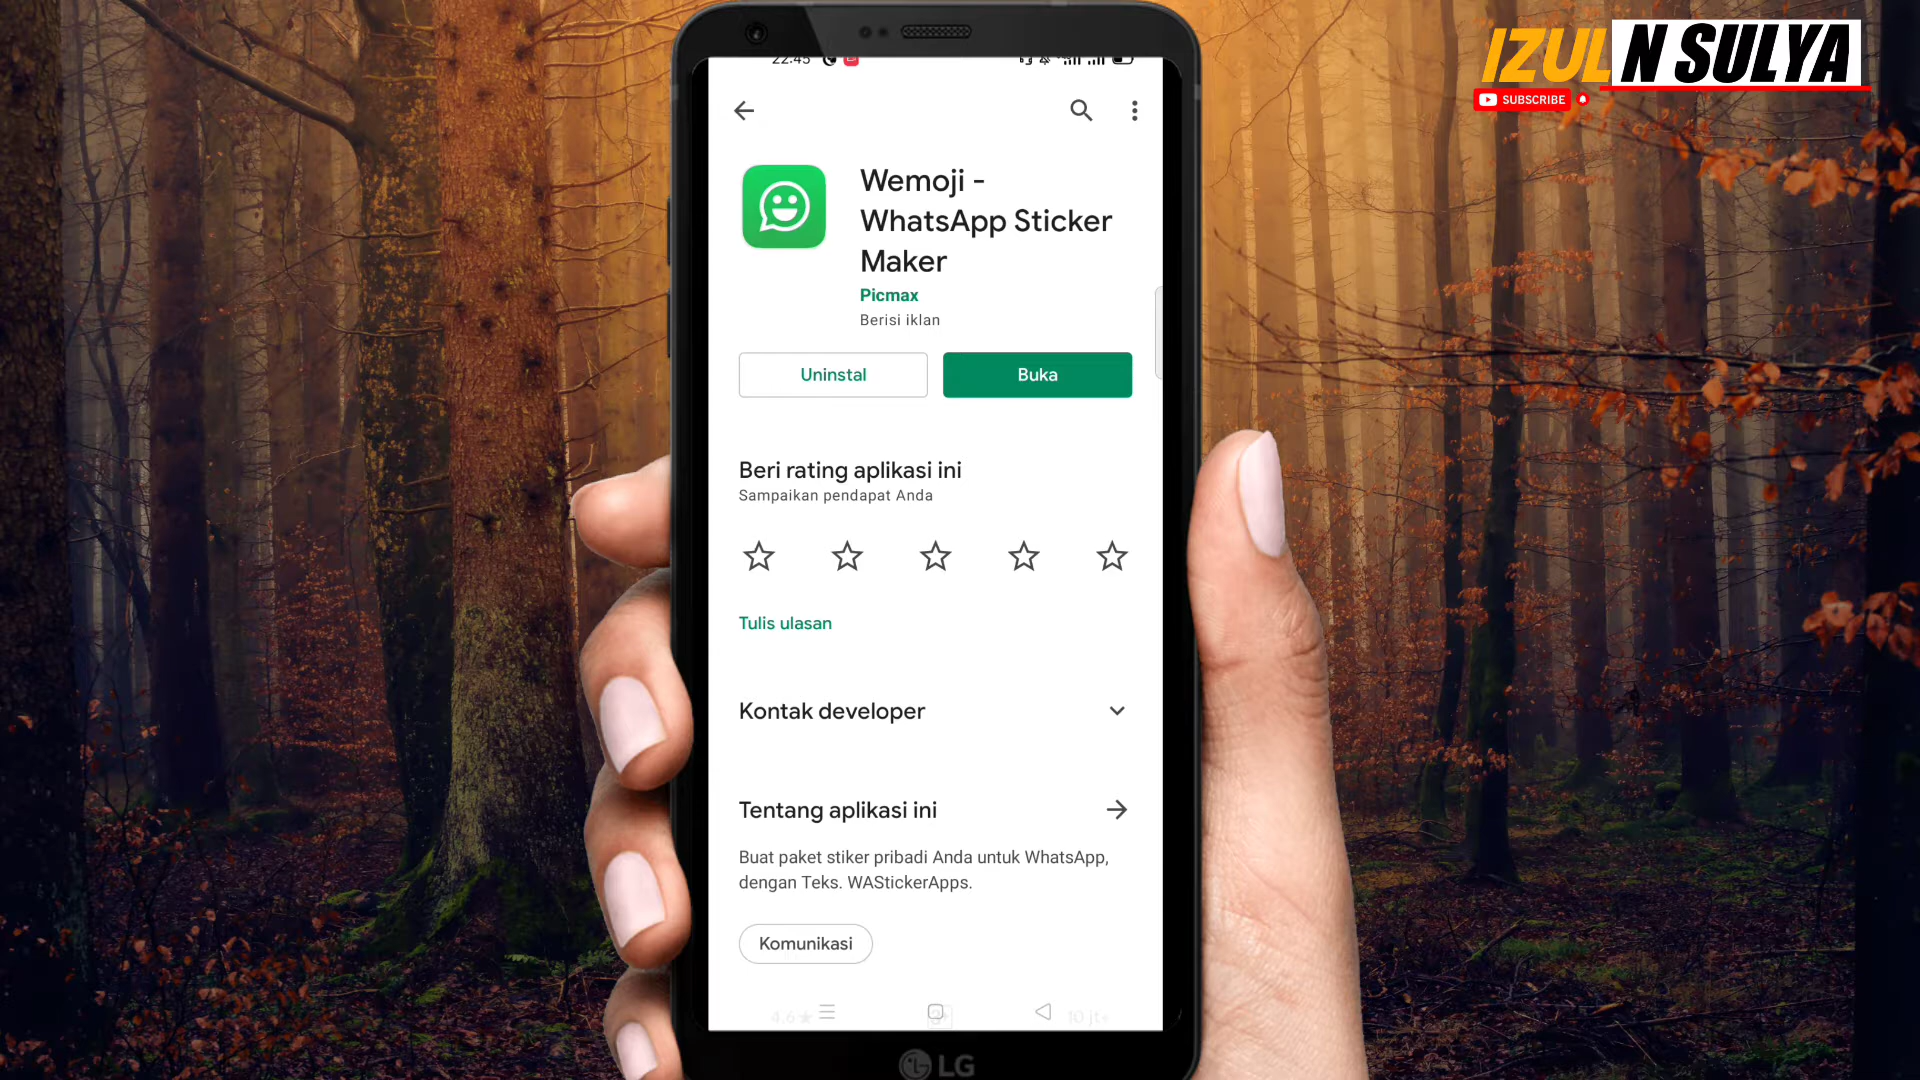 IZUL N SULYA
SUBSCRIBE
22.45
Wemoji -
WhatsApp Sticker
Maker
Picmax
Berisi iklan
Uninstal
Buka
Beri rating aplikasi ini
Sampaikan pendapat Anda
Tulis ulasan
Kontak developer
Tentang aplikasi ini
Buat paket stiker pribadi Anda untuk WhatsApp,
dengan Teks. WAStickerApps.
Komunikasi
4.6★ 10 jt+
LG